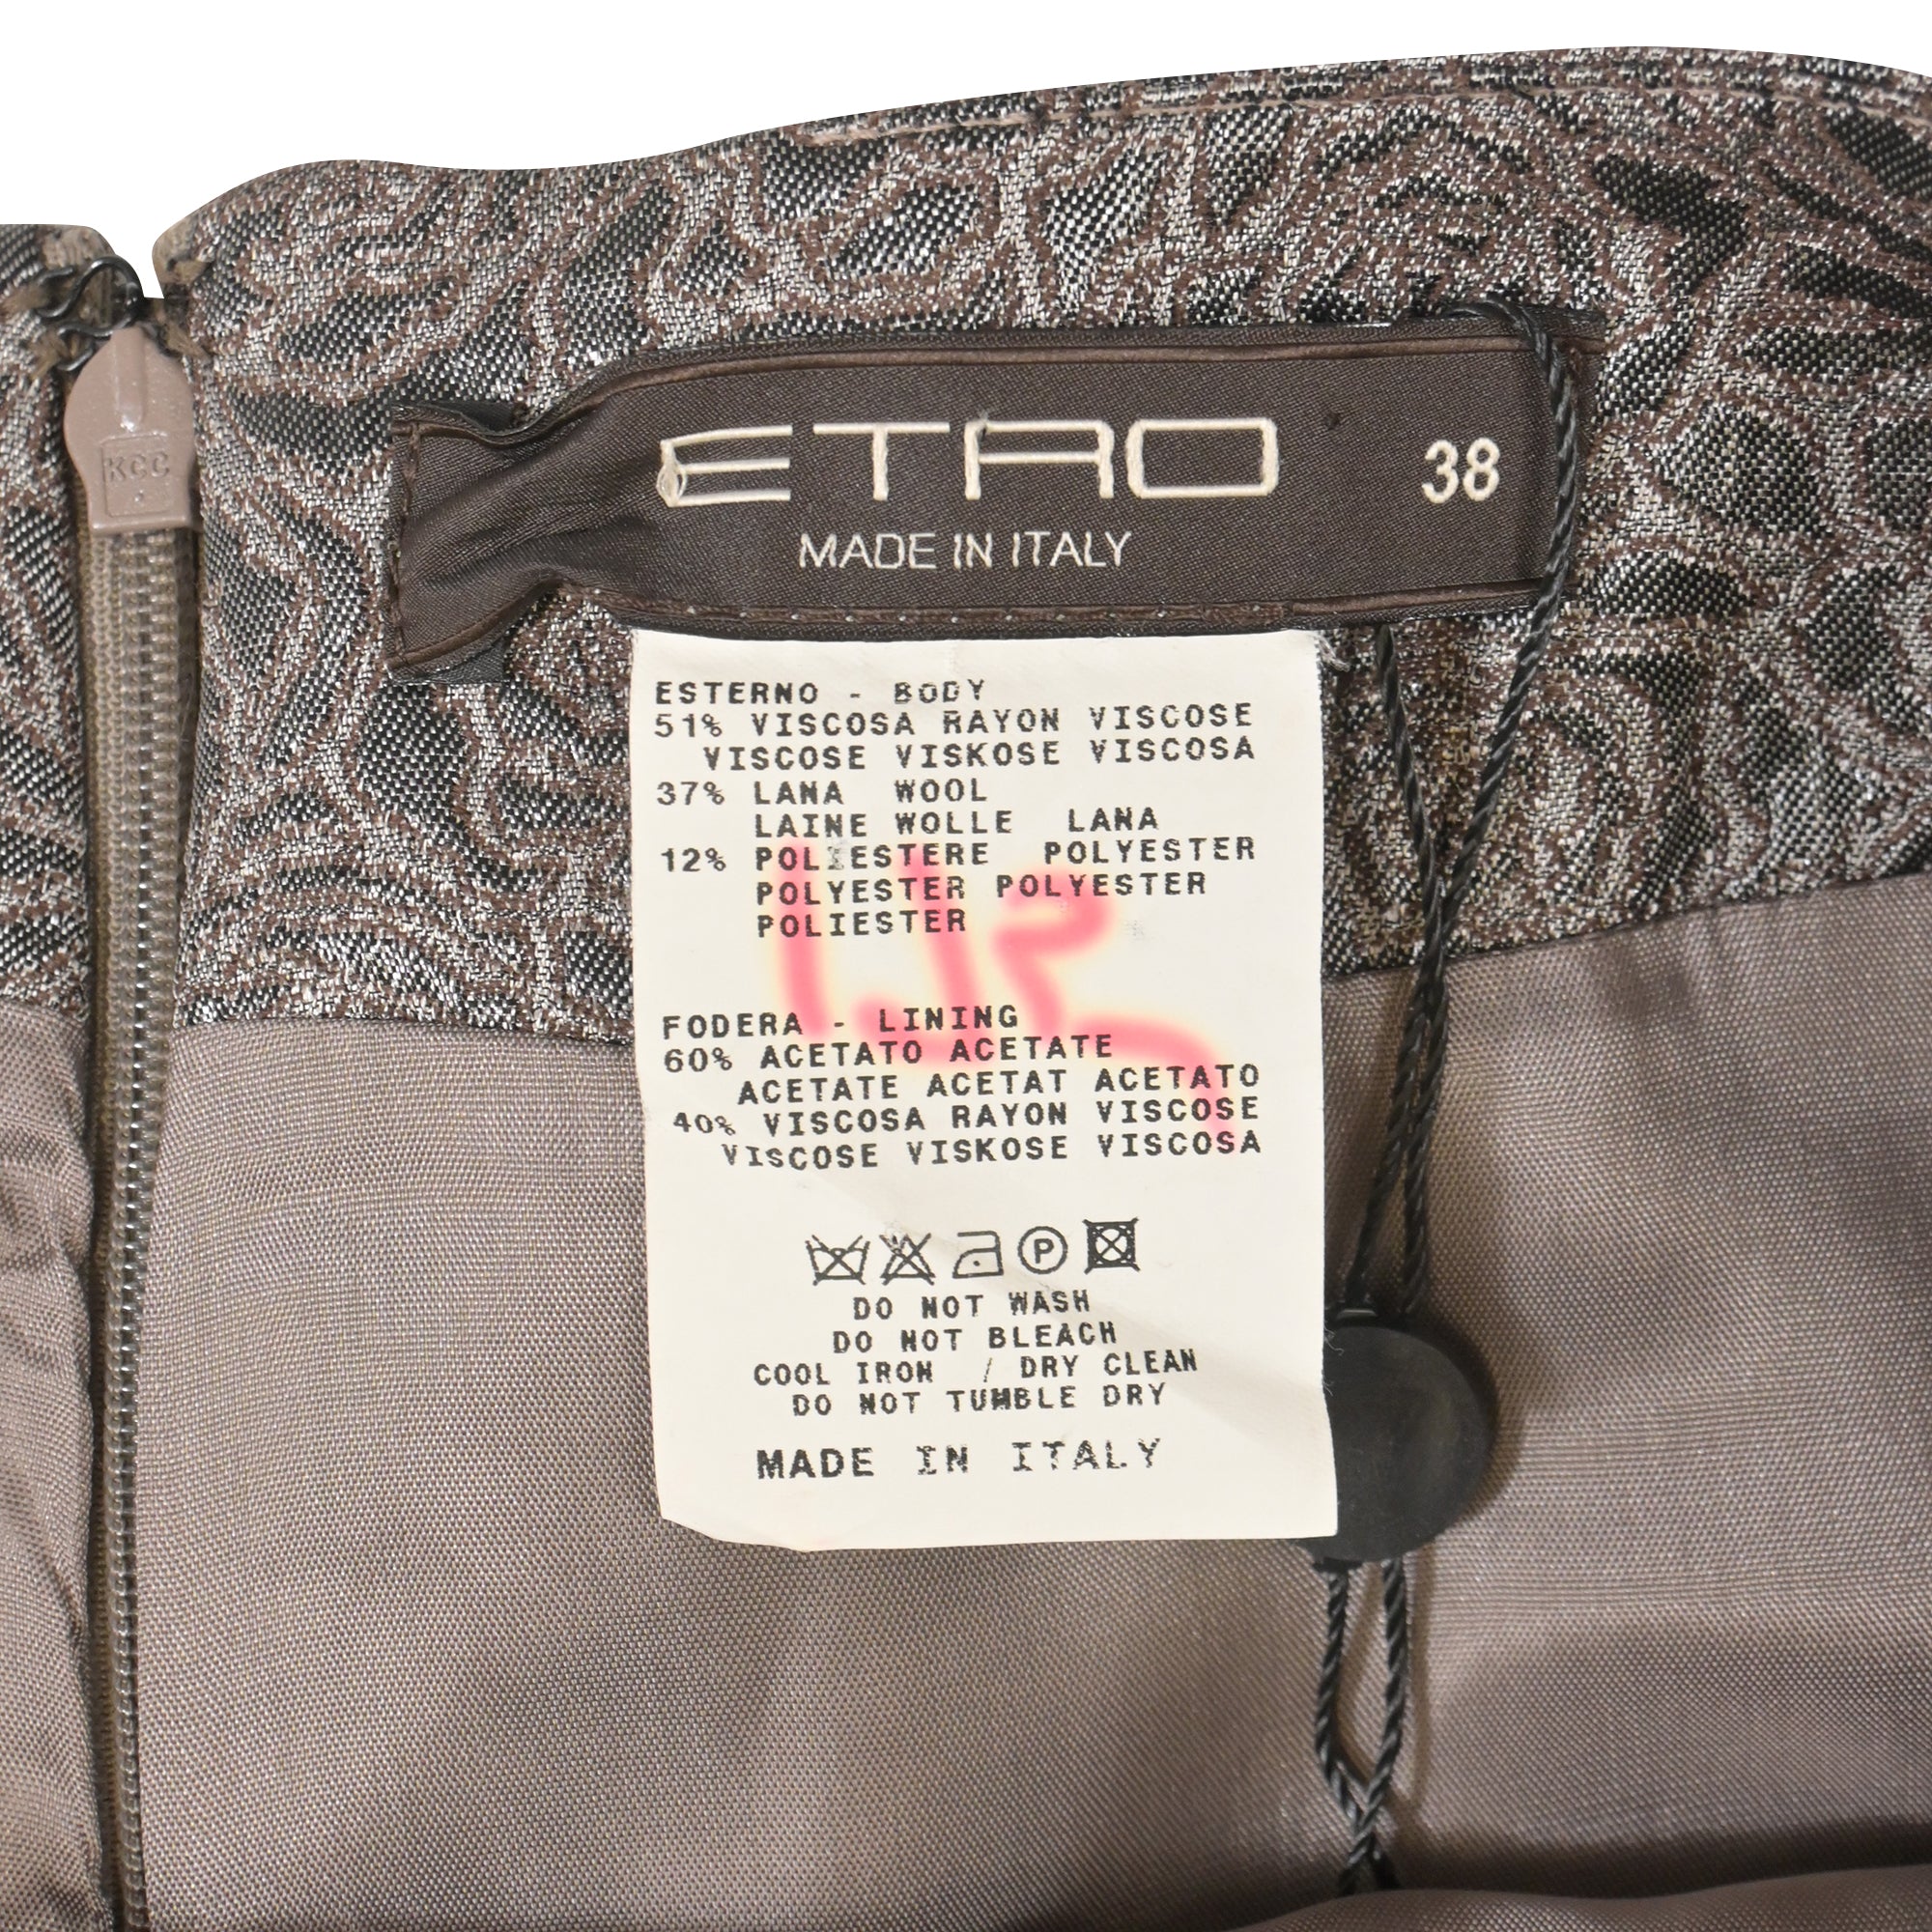 KCC
ETRO
38
MADE IN ITALY
ESTERNO - BODY
51% VISCOSA RAYON VISCOSE
VISCOSE VISKOSE VISCOSA
37% LANA WOOL
LAINE WOLLE LANA
12% POLIESTERE POLYESTER
POLYESTER POLYESTER
POLIESTER
FODERA - LINING
60% ACETATO ACETATE
ACETATE ACETAT ACETATO
40% VISCOSA RAYON VISCOSE
VISCOSE VISKOSE VISCOSA
P
DO NOT WASH
DO NOT BLEACH
COOL IRON / DRY CLEAN
DO NOT TUMBLE DRY
MADE IN ITALY